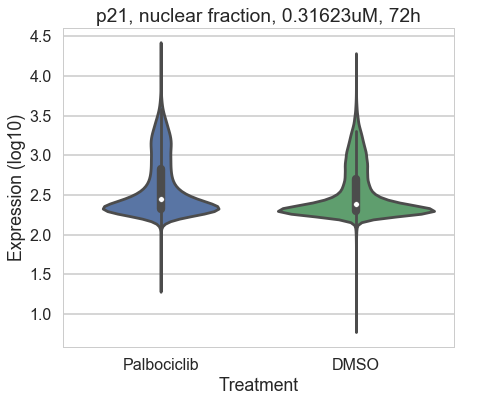 p21, nuclear fraction, 0.31623uM, 72h
Expression (log10)
4.5
4.0
3.5
3.0
2.5
2.0
1.5
1.0
Palbociclib DMSO
Treatment